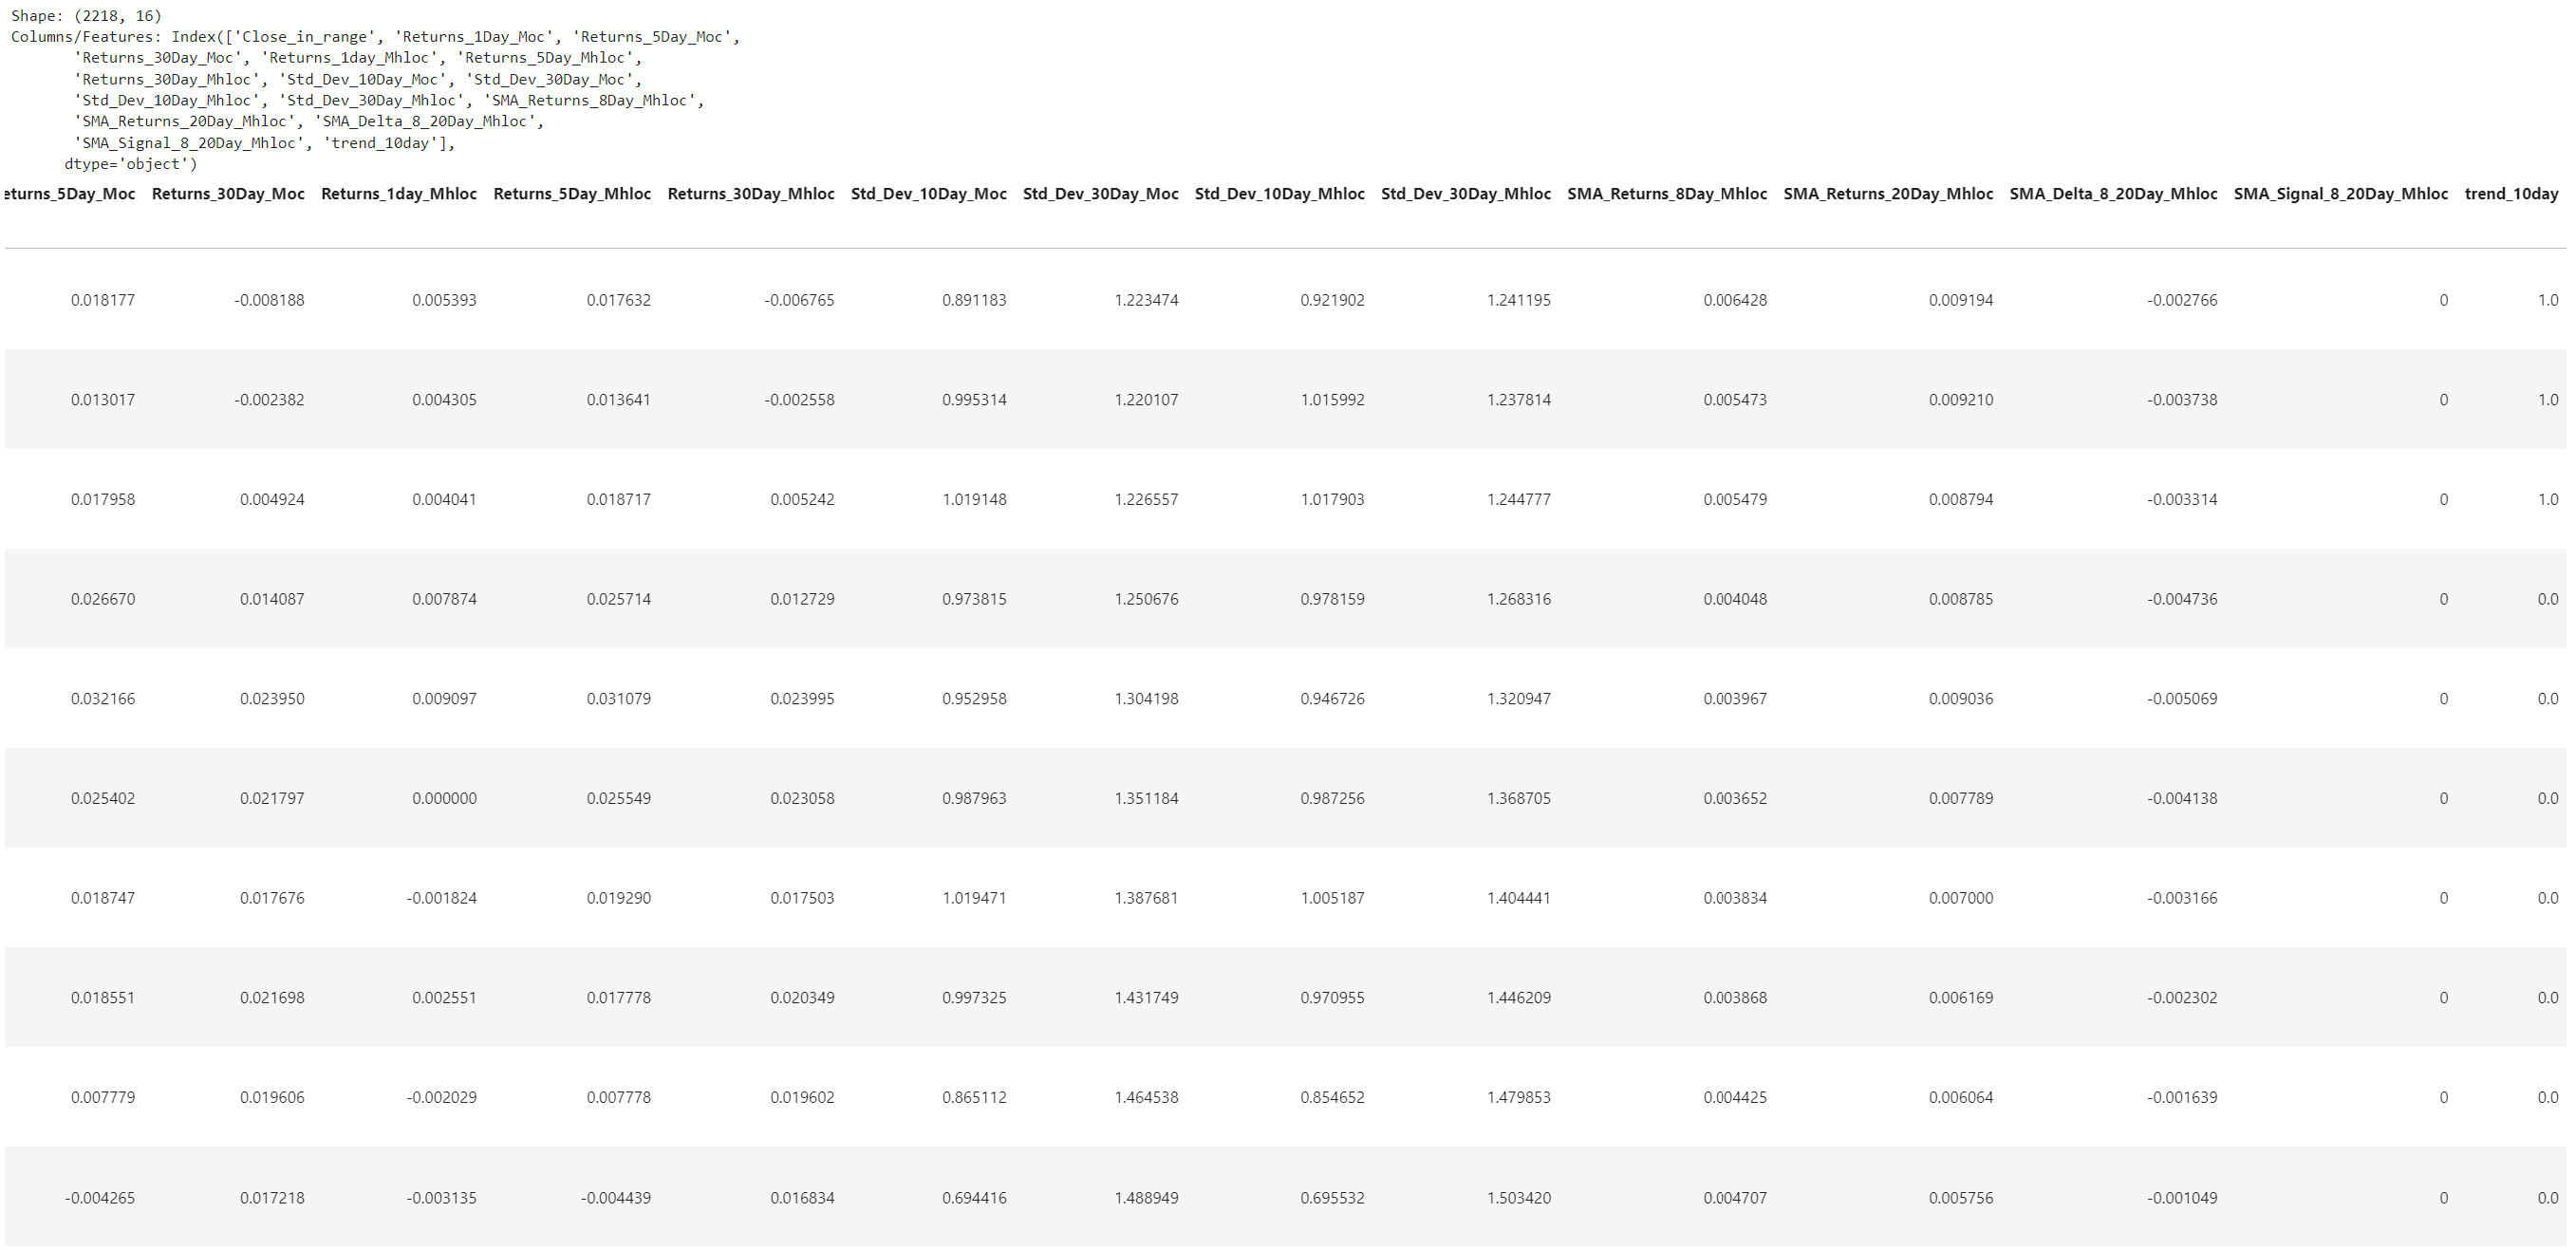 Shape: (2218, 16)
Columns/Features: Index(['Close_in_range', 'Returns_1Day_Moc', 'Returns_5Day_Moc',
'Returns_30Day_Moc', 'Returns_1day_Mhloc', 'Returns_5Day_Mhloc',
'Returns_30Day_Mhloc', 'Std_Dev_10Day_Moc', 'Std_Dev_30Day_Moc',
'Std_Dev_10Day_Mhloc', 'Std_Dev_30Day_Mhloc', 'SMA_Returns_8Day_Mhloc',
'SMA_Returns_20Day_Mhloc', 'SMA_Delta_8_20Day_Mhloc',
'SMA_Signal_8_20Day_Mhloc', 'trend_10day'],
dtype='object')
eturns_5Day_Moc Returns_30Day_Moc Returns_1day_Mhloc Returns_5Day_Mhloc Returns_30Day_Mhloc Std_Dev_10Day_Moc Std_Dev_30Day_Moc Std_Dev_10Day_Mhloc Std_Dev_30Day_Mhloc SMA_Returns_8Day_Mhloc SMA_Returns_20Day_Mhloc SMA_Delta_8_20Day_Mhloc SMA_Signal_8_20Day_Mhloc trend_10day
0.018177 -0.008188 0.005393 0.017632 -0.006765 0.891183 1.223474 0.921902 1.241195 0.006428 0.009194 -0.002766 0 1.0
0.013017 -0.002382 0.004305 0.013641 -0.002558 0.995314 1.220107 1.015992 1.237814 0.005473 0.009210 -0.003738 0 1.0
0.017958 0.004924 0.004041 0.018717 0.005242 1.019148 1.226557 1.017903 1.244777 0.005479 0.008794 -0.003314 0 1.0
0.026670 0.014087 0.007874 0.025714 0.012729 0.973815 1.250676 0.978159 1.268316 0.004048 0.008785 -0.004736 0 0.0
0.032166 0.023950 0.009097 0.031079 0.023995 0.952958 1.304198 0.946726 1.320947 0.003967 0.009036 -0.005069 0 0.0
0.025402 0.021797 0.000000 0.025549 0.023058 0.987963 1.351184 0.987256 1.368705 0.003652 0.007789 -0.004138 0 0.0
0.018747 0.017676 -0.001824 0.019290 0.017503 1.019471 1.387681 1.005187 1.404441 0.003834 0.007000 -0.003166 0 0.0
0.018551 0.021698 0.002551 0.017778 0.020349 0.997325 1.431749 0.970955 1.446209 0.003868 0.006169 -0.002302 0 0.0
0.007779 0.019606 -0.002029 0.007778 0.019602 0.865112 1.464538 0.854652 1.479853 0.004425 0.006064 -0.001639 0 0.0
-0.004265 0.017218 -0.003135 -0.004439 0.016834 0.694416 1.488949 0.695532 1.503420 0.004707 0.005756 -0.001049 0 0.0